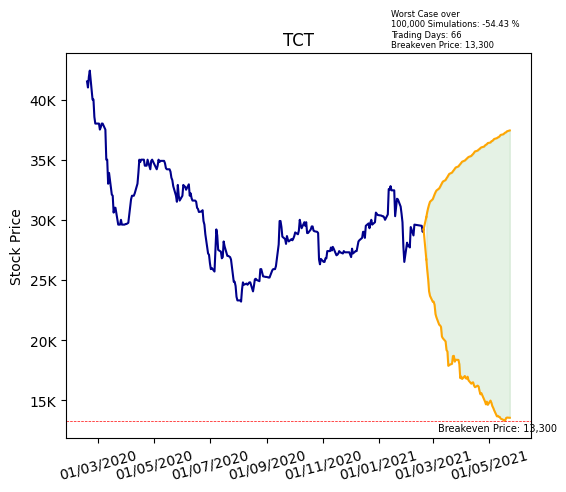 Worst Case over
100,000 Simulations: -54.43 %
Trading Days: 66
Breakeven Price: 13,300
TCT
Stock Price
40K
35K
30K
25K
20K
15K
Breakeven Price: 13,300
01/03/2020
01/05/2020
01/07/2020
01/09/2020
01/11/2020
01/01/2021
01/03/2021
01/05/2021